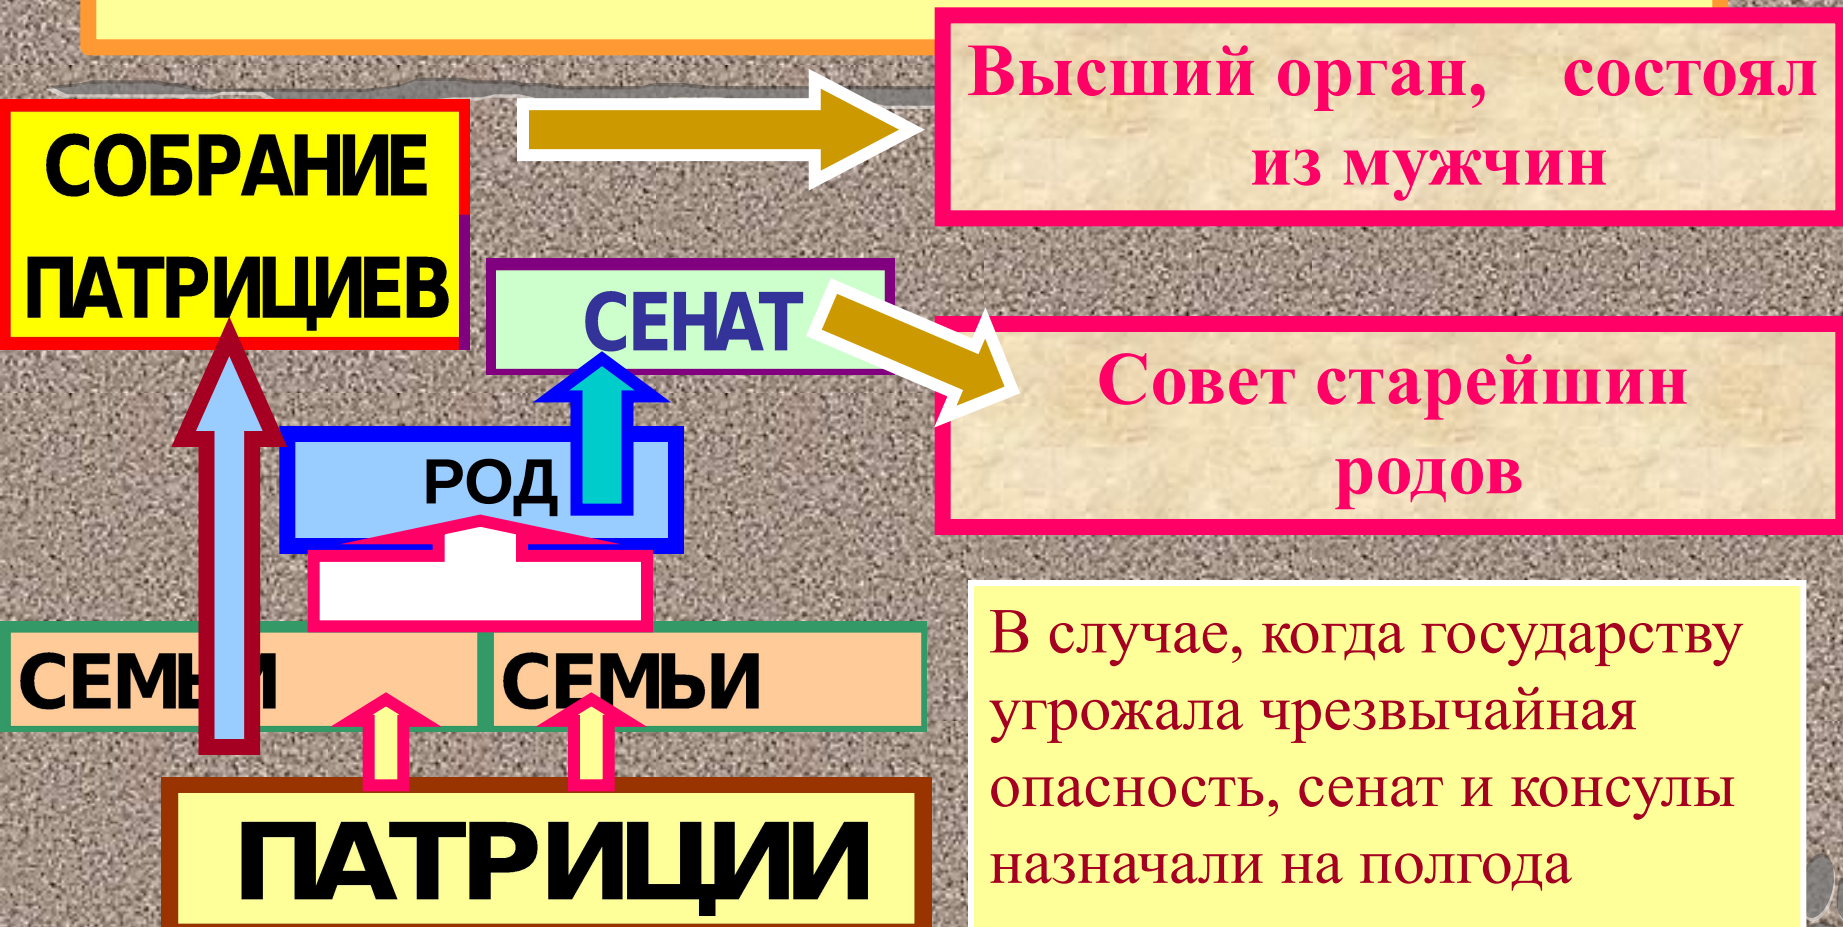 Высший орган, состоял
из мужчин
СОБРАНИЕ
ПАТРИЦИЕВ
СЕНАТ
Совет старейшин
родов
РОД
СЕМЬИ
СЕМЬИ
В случае, когда государству
угрожала чрезвычайная
опасность, сенат и консулы
назначали на полгода
ПАТРИЦИИ